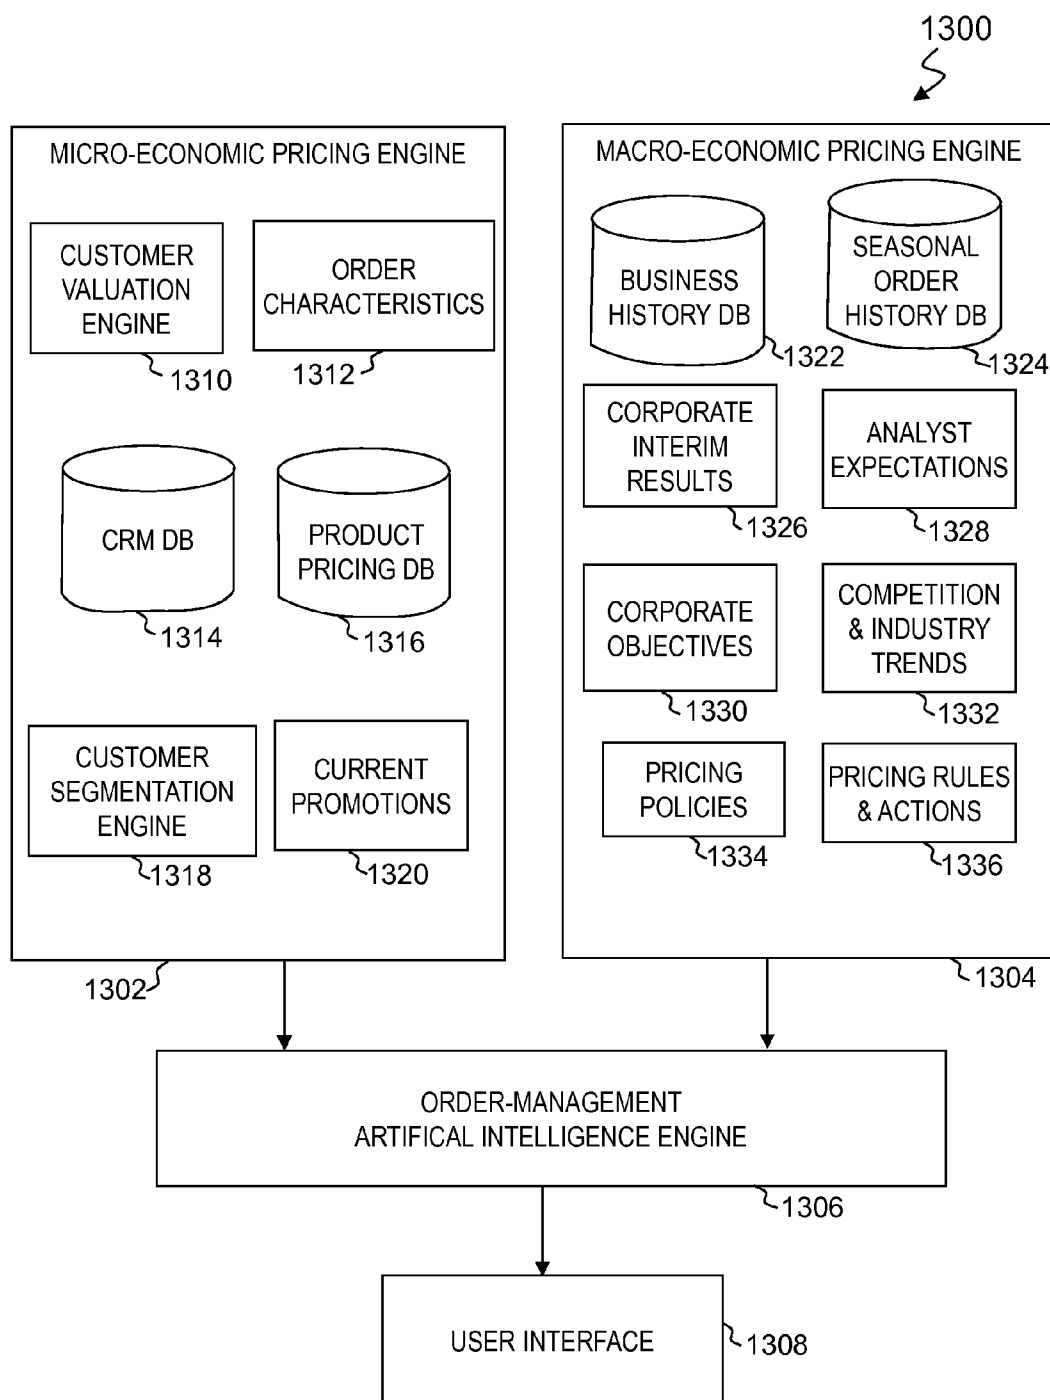 1300
MICRO-ECONOMIC PRICING ENGINE
CUSTOMER
VALUATION
ENGINE
1310
ORDER
CHARACTERISTICS
1312
CRM DB
1314
PRODUCT
PRICING DB
1316
CUSTOMER
SEGMENTATION
ENGINE
1318
CURRENT
PROMOTIONS
1320
1302
MACRO-ECONOMIC PRICING ENGINE
BUSINESS
HISTORY DB
1322
SEASONAL
ORDER
HISTORY DB
1324
CORPORATE
INTERIM
RESULTS
1326
ANALYST
EXPECTATIONS
1328
CORPORATE
OBJECTIVES
1330
COMPETITION
& INDUSTRY
TRENDS
1332
PRICING
POLICIES
1334
PRICING RULES
& ACTIONS
1336
1304
ORDER-MANAGEMENT
ARTIFICAL INTELLIGENCE ENGINE
1306
USER INTERFACE
1308